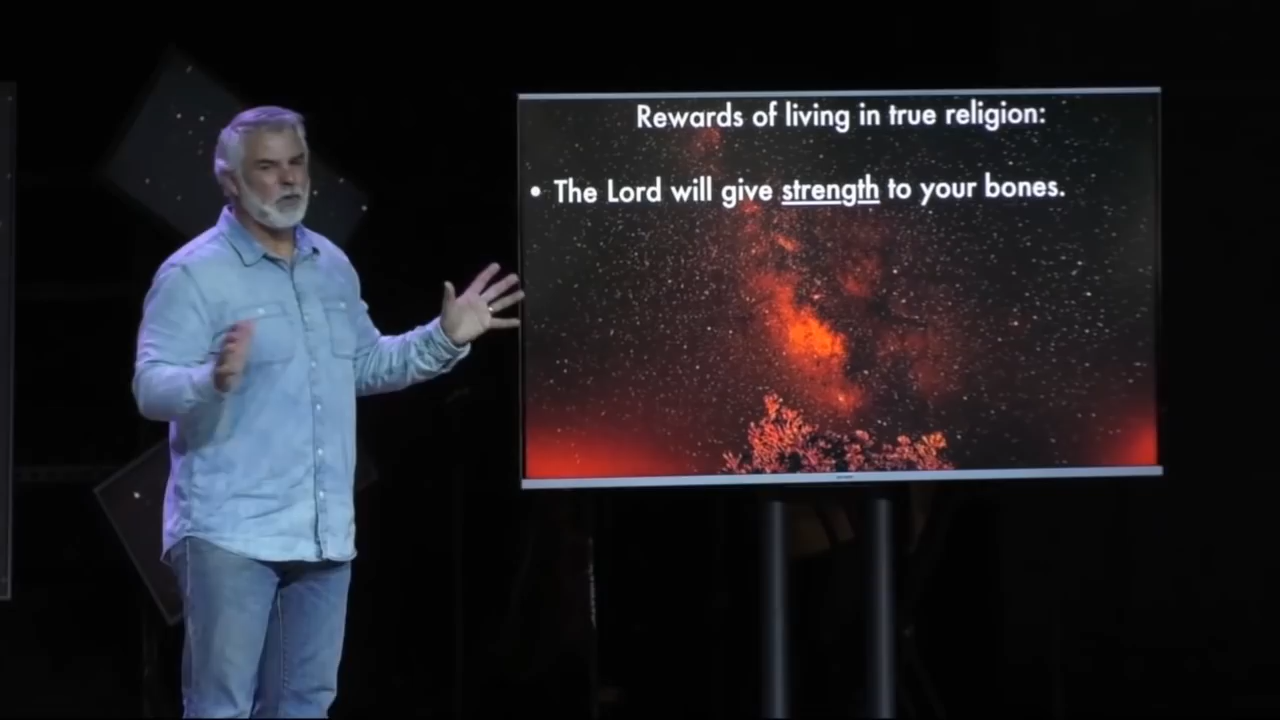 Rewards of living in true religion:
• The Lord will give strength to your bones.